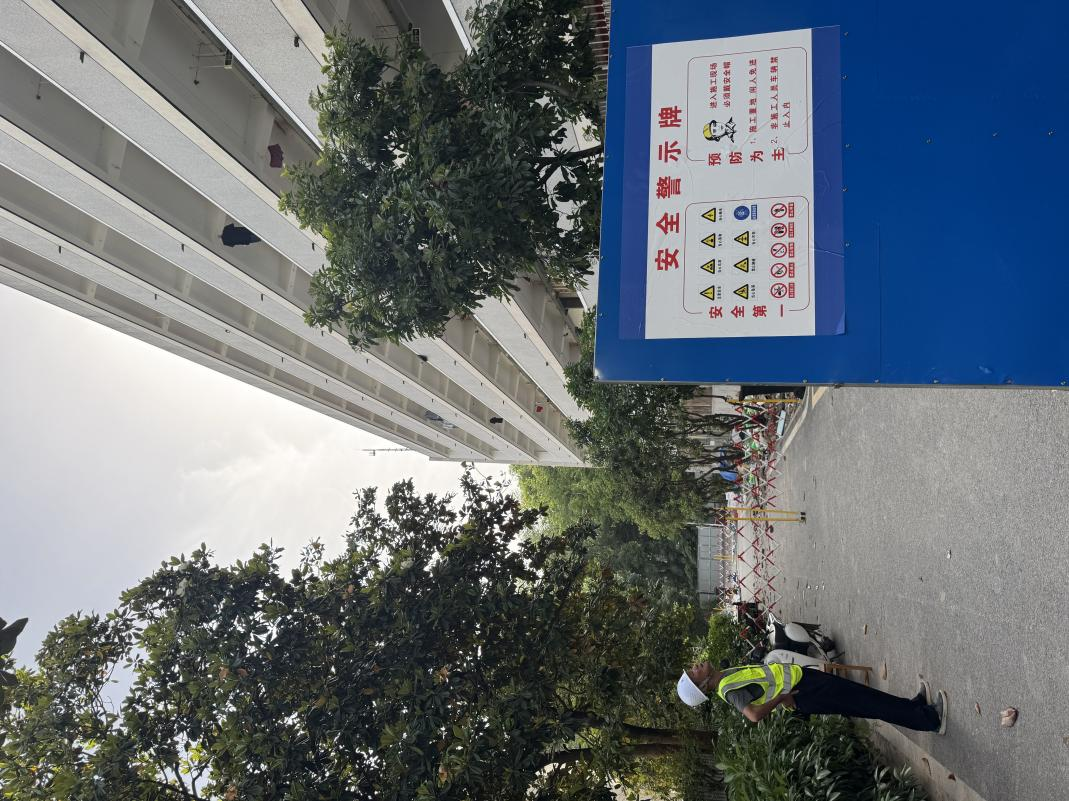 安全警示牌
安全第一
预防为主
进入施工现场
必须戴安全帽
1、施工重地 闲人免进
2、非施工人员车辆禁
止入内